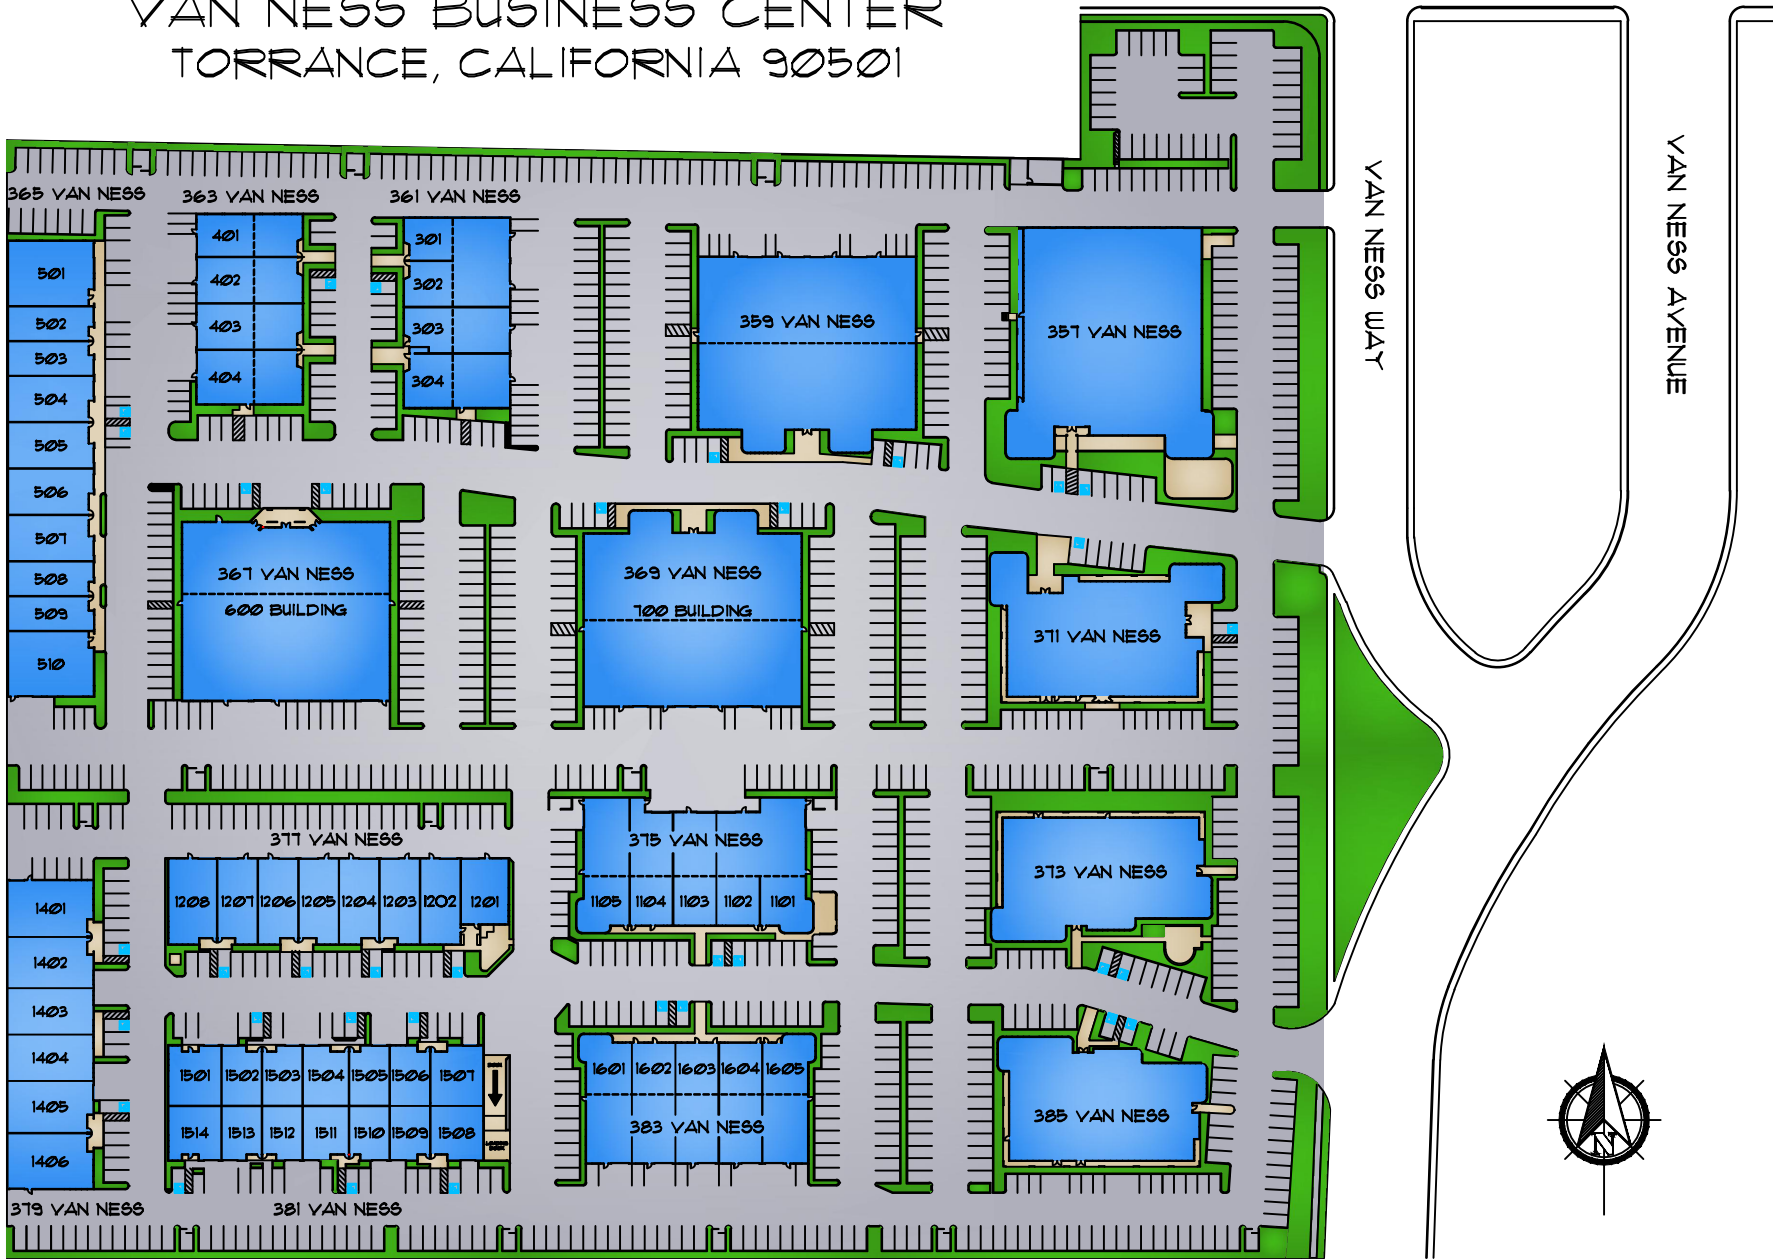 VAN NESS BUSINESS CENTER
TORRANCE, CALIFORNIA 90501
365 VAN NESS
363 VAN NESS
361 VAN NESS
VAN NESS WAY
VAN NESS AVENUE
501
502
503
504
505
506
507
508
509
510
401
402
403
404
301
302
303
304
359 VAN NESS
357 VAN NESS
367 VAN NESS
600 BUILDING
369 VAN NESS
700 BUILDING
371 VAN NESS
377 VAN NESS
1208 1207 1206 1205 1204 1203 1202 1201
375 VAN NESS
1105 1104 1103 1102 1101
373 VAN NESS
1401
1402
1403
1404
1405
1406
1501 1502 1503 1504 1505 1506 1507
1514 1513 1512 1511 1510 1509 1508
1601 1602 1603 1604 1605
383 VAN NESS
385 VAN NESS
379 VAN NESS
381 VAN NESS
N